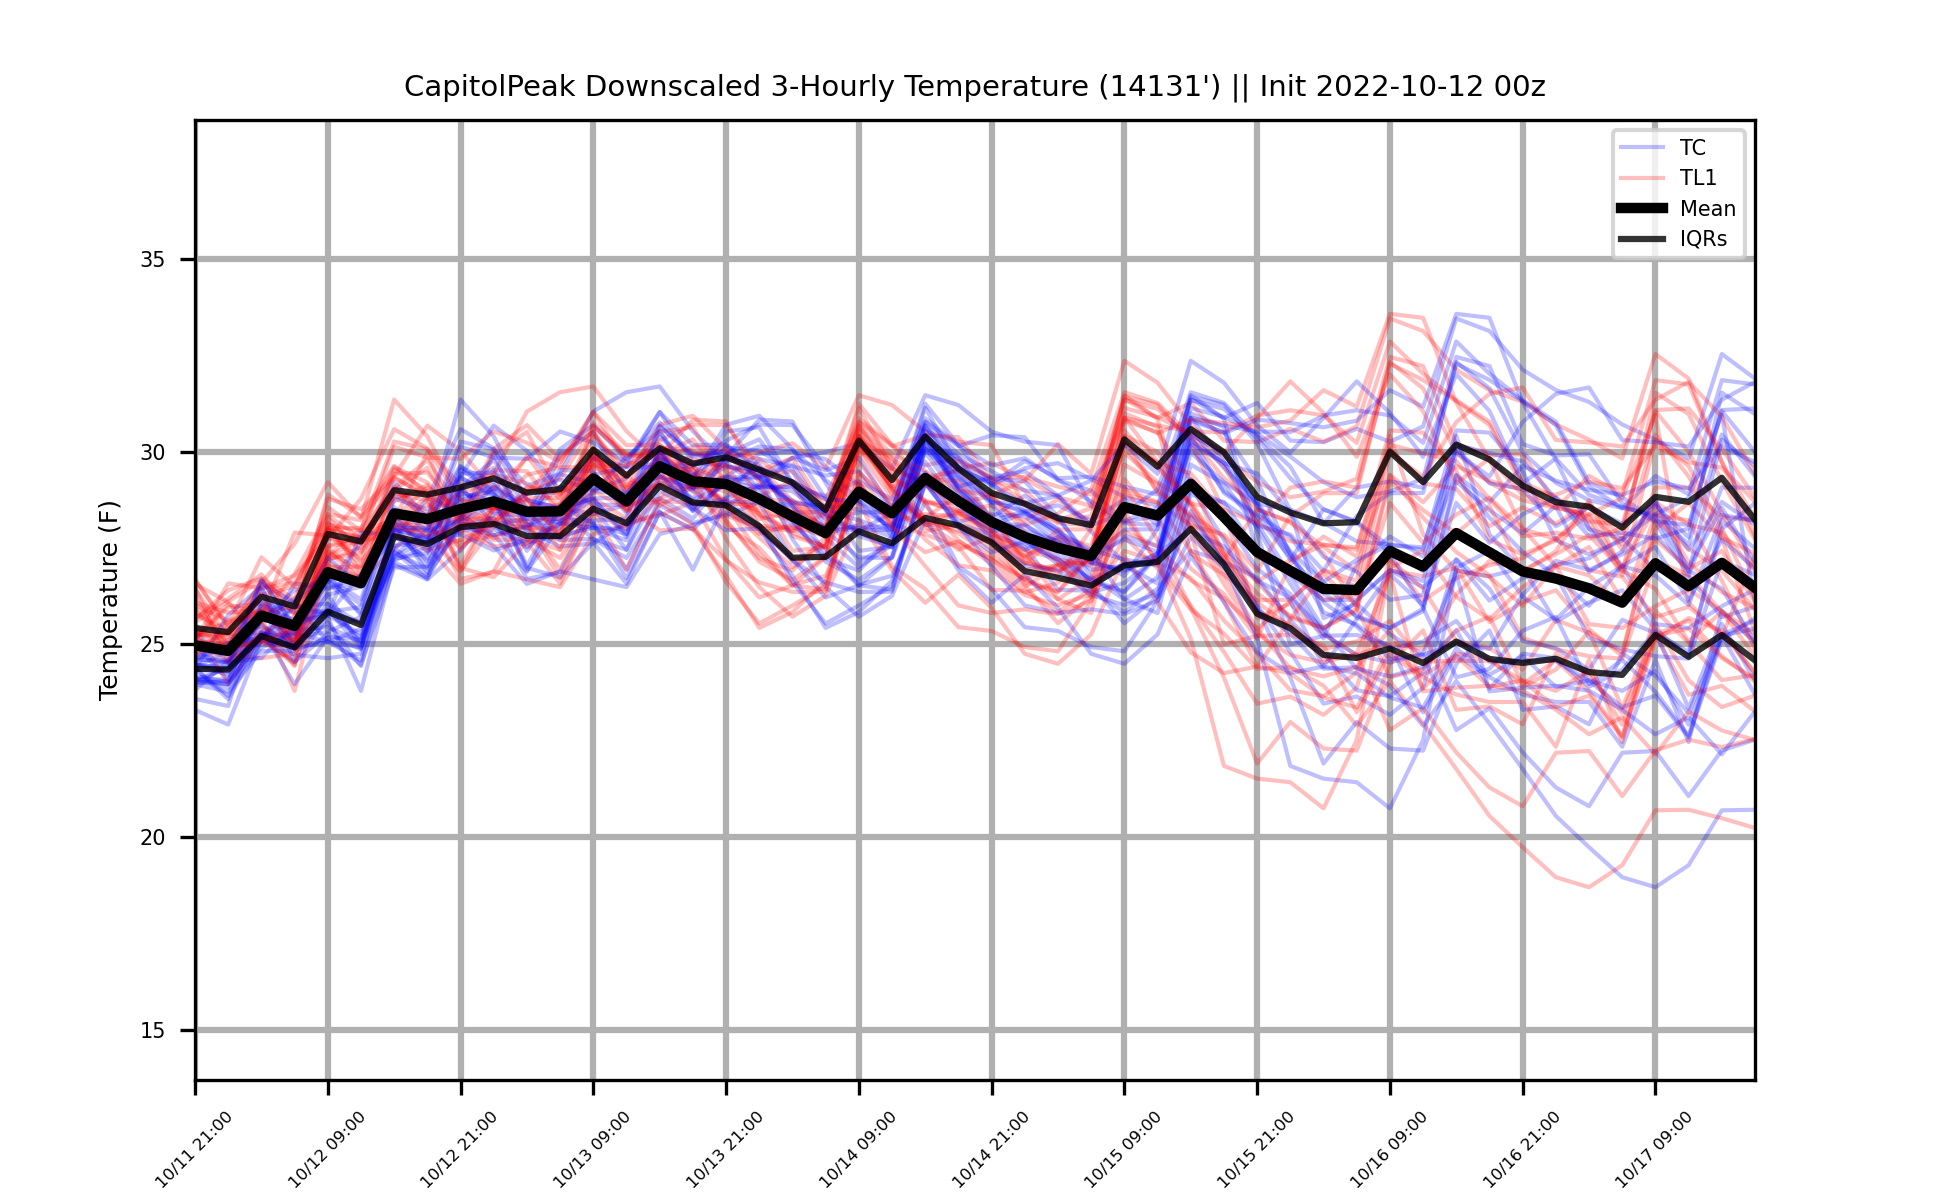 CapitolPeak Downscaled 3-Hourly Temperature (14131') || Init 2022-10-12 00z
TC
TL1
Mean
IQRs
Temperature (F)
35
30
25
20
15
10/11 21:00
10/12 09:00
10/12 21:00
10/13 09:00
10/13 21:00
10/14 09:00
10/14 21:00
10/15 09:00
10/15 21:00
10/16 09:00
10/16 21:00
10/17 09:00